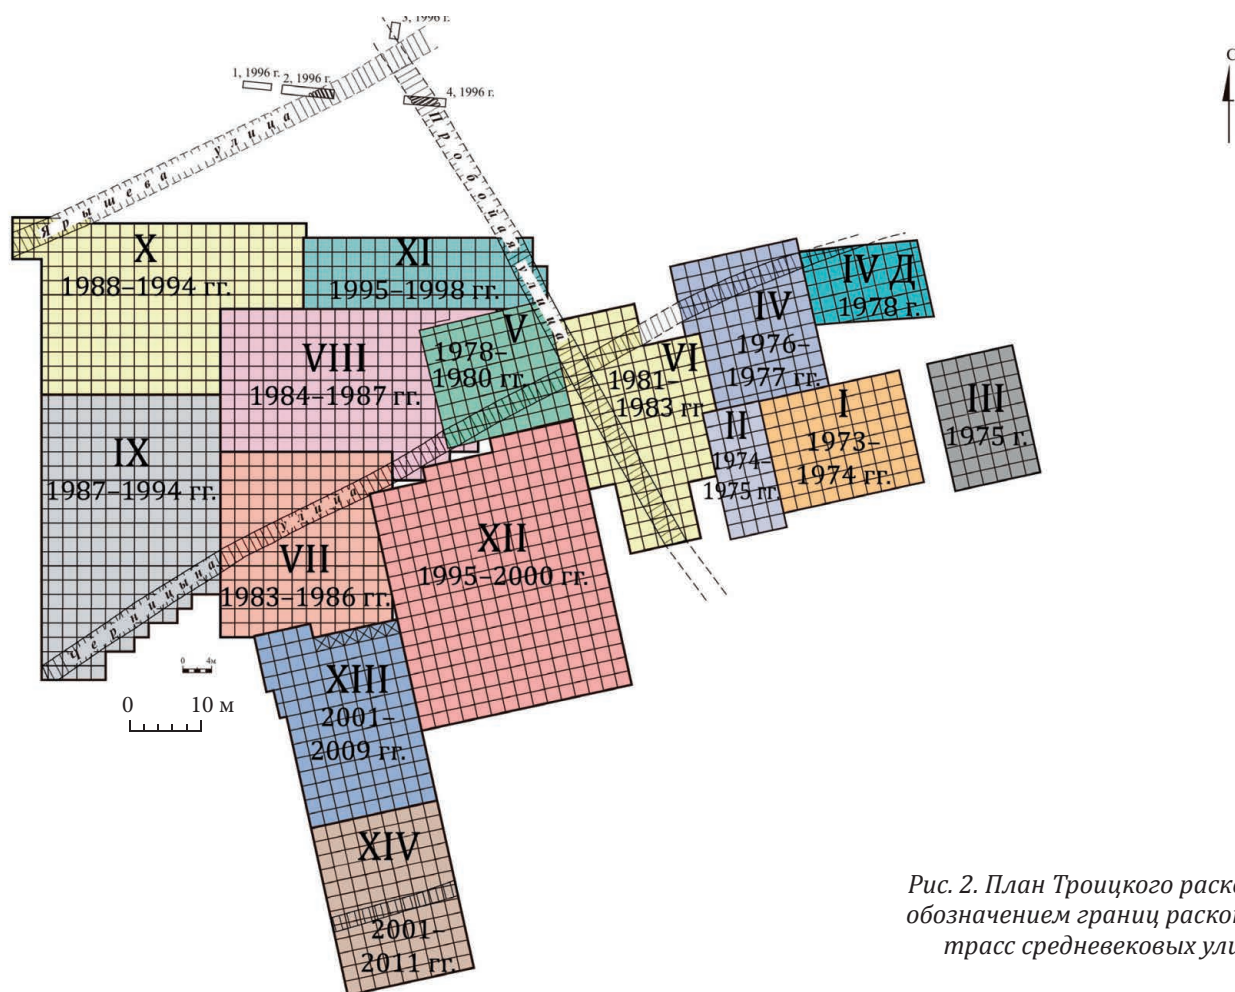 3, 1996 г.
1, 1996 г.
2, 1996 г.
4, 1996 г.
С
Ярышева улица
Пробойная улица
X
1988–1994 гг.
XI
1995–1998 гг.
IV Д
1978 г.
IV
1976–
1977 гг.
V
1978–
1980 гг.
VI
1981–
1983 гг
VIII
1984–1987 гг.
III
1975 г.
I
1973–
1974 гг.
II
1974–
1975 гг.
IX
1987–1994 гг.
XII
1995–2000 гг.
VII
1983–1986 гг.
Черницына улица
0 4м
0 10 м
XIII
2001–
2009 гг.
XIV
2001–
2011 гг.
Рис. 2. План Троицкого раско
обозначением границ раскоп
трасс средневековых ули